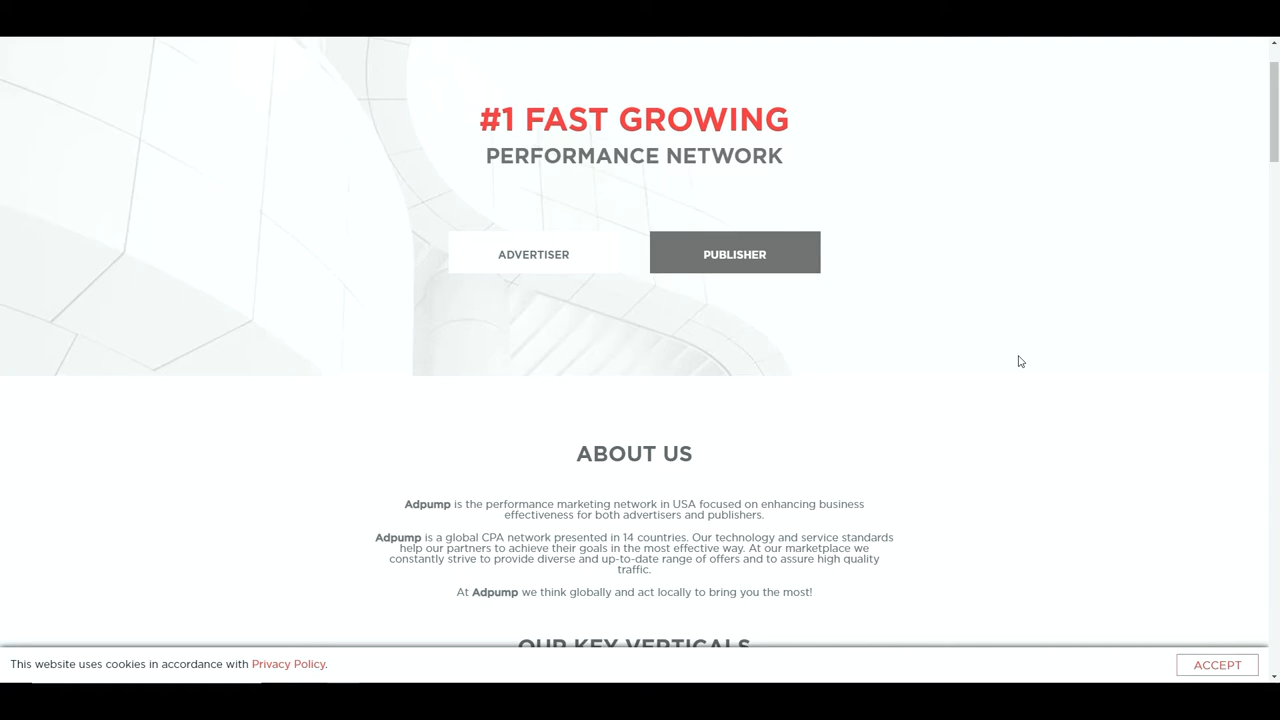 #1 FAST GROWING
PERFORMANCE NETWORK
ADVERTISER
PUBLISHER
ABOUT US
Adpump is the performance marketing network in USA focused on enhancing business
effectiveness for both advertisers and publishers.
Adpump is a global CPA network presented in 14 countries. Our technology and service standards
help our partners to achieve their goals in the most effective way. At our marketplace we
constantly strive to provide diverse and up-to-date range of offers and to assure high quality
traffic.
At Adpump we think globally and act locally to bring you the most!
OUR KEY VERTICALS
This website uses cookies in accordance with Privacy Policy.
ACCEPT